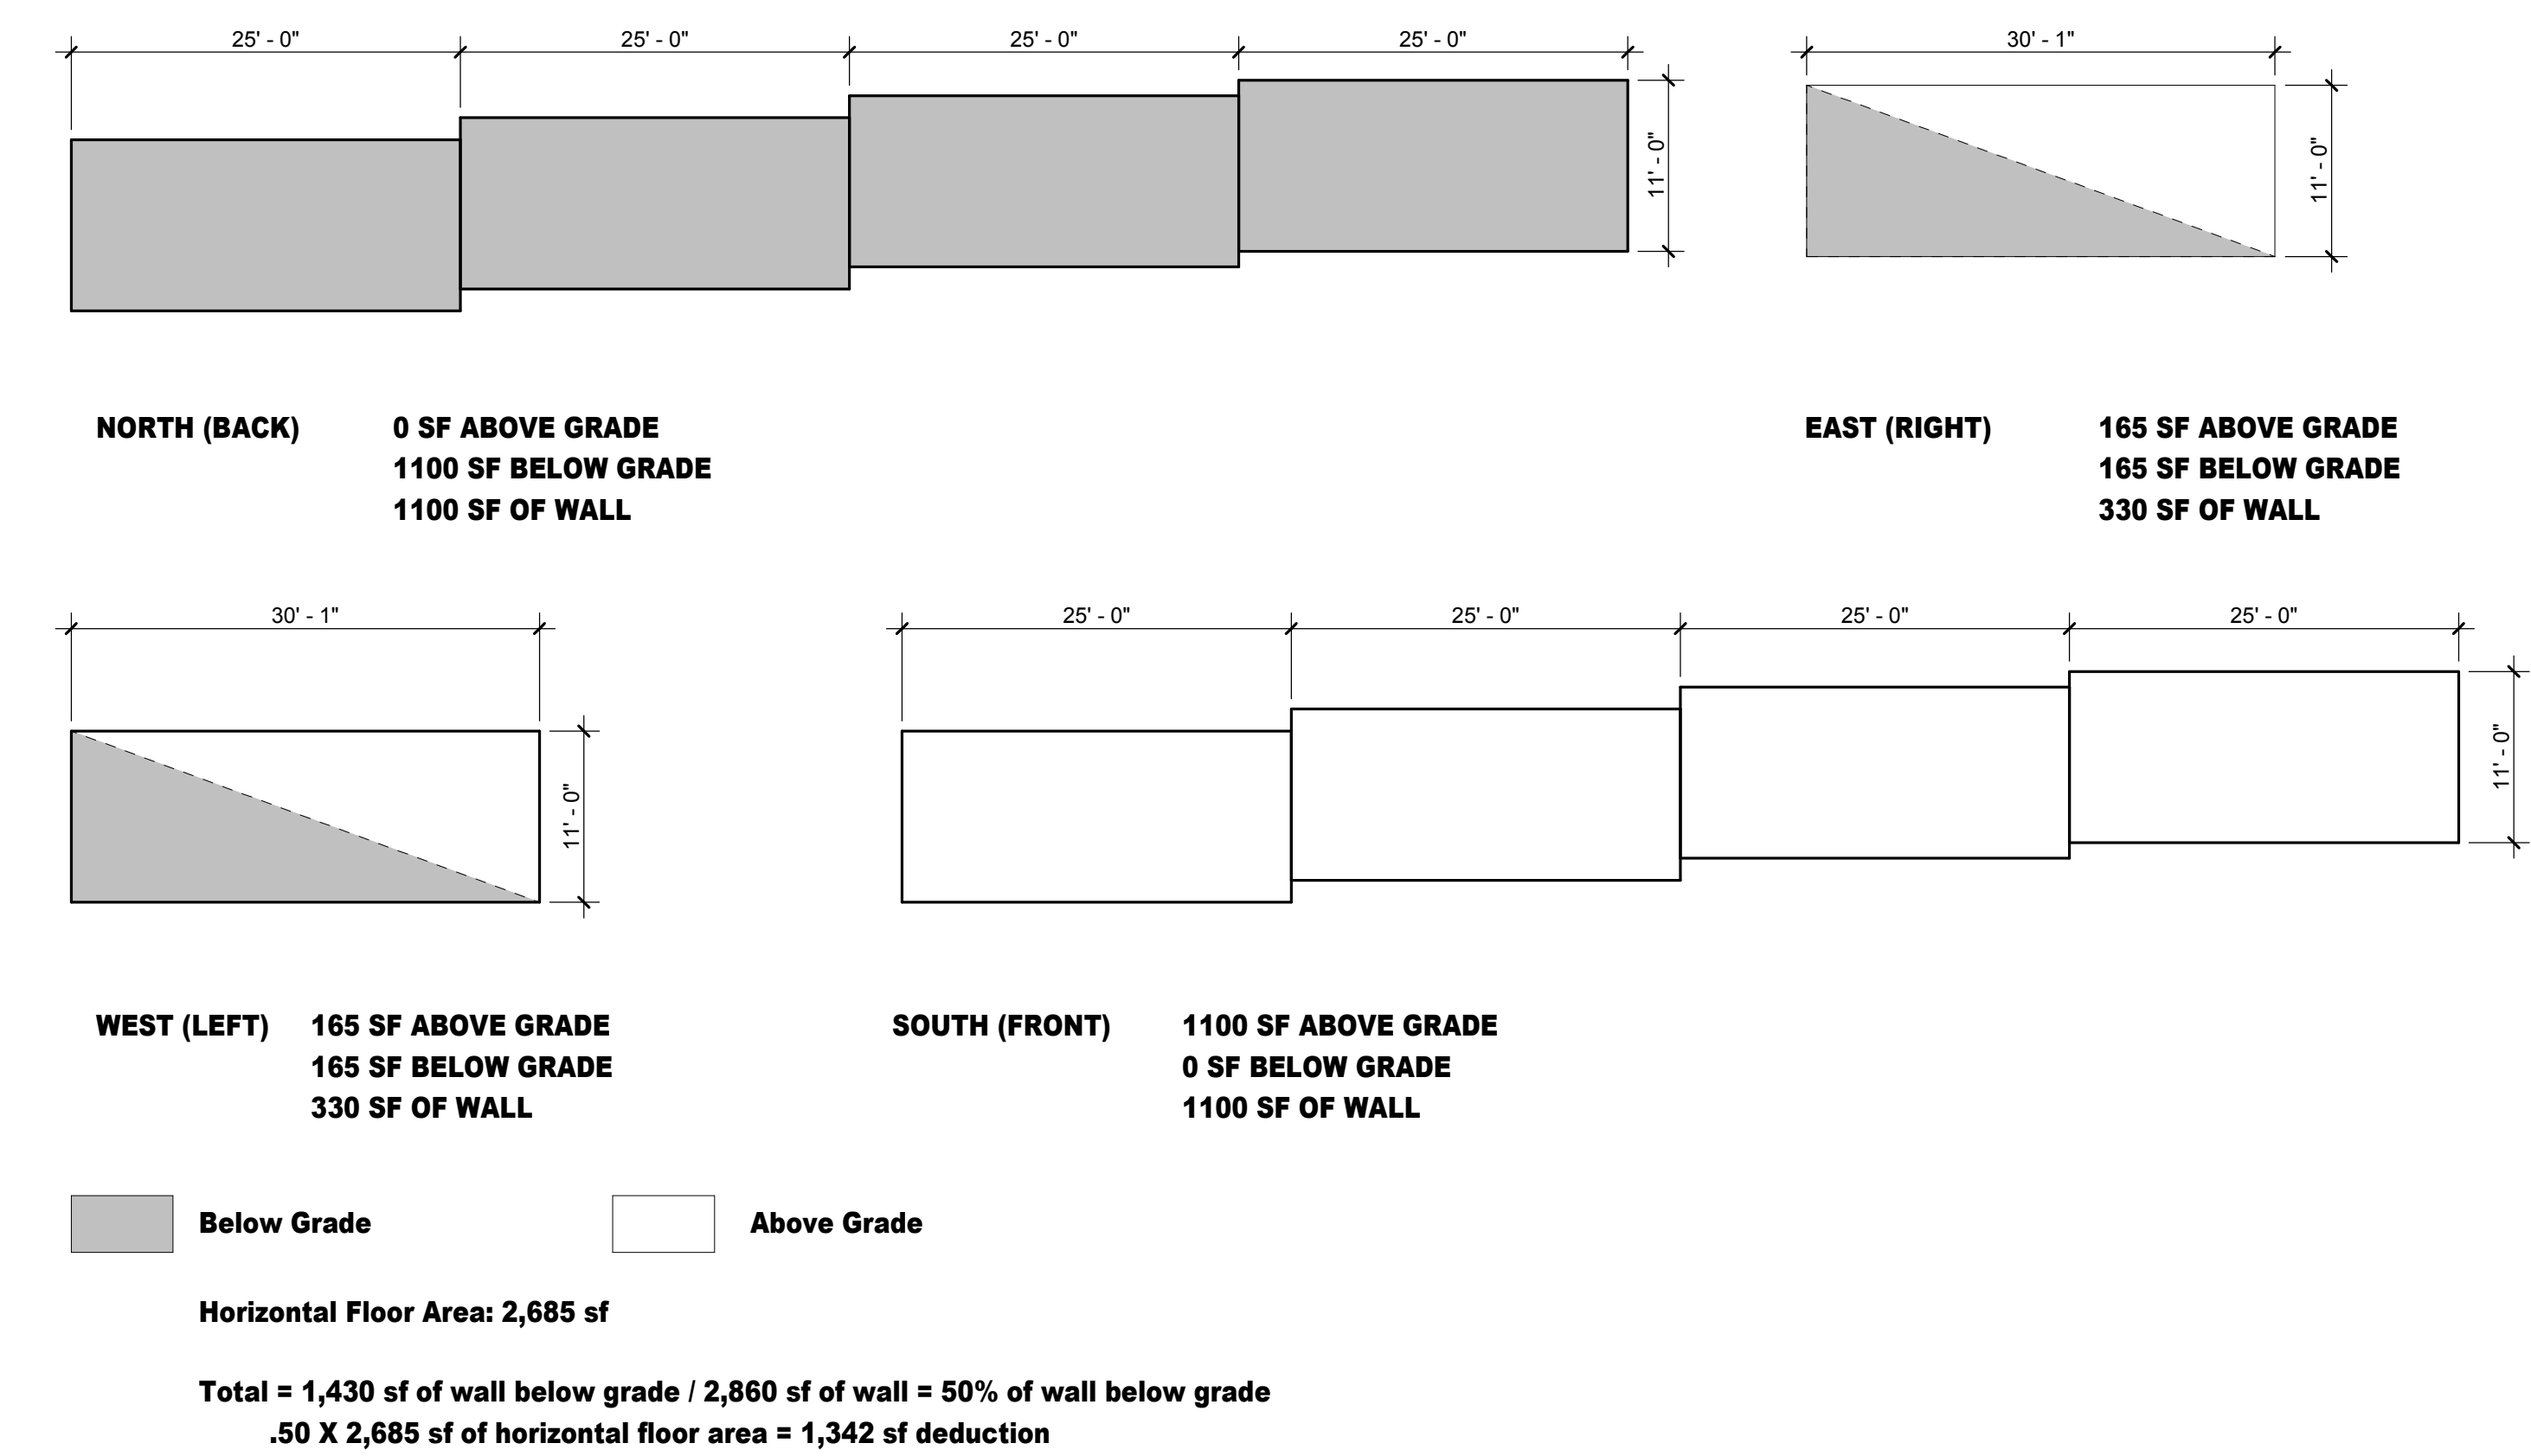 25' - 0" 25' - 0" 25' - 0" 25' - 0"
11' - 0"
30' - 1"
11' - 0"
NORTH (BACK) 0 SF ABOVE GRADE
1100 SF BELOW GRADE
1100 SF OF WALL
EAST (RIGHT) 165 SF ABOVE GRADE
165 SF BELOW GRADE
330 SF OF WALL
30' - 1"
11' - 0"
25' - 0" 25' - 0" 25' - 0" 25' - 0"
11' - 0"
WEST (LEFT) 165 SF ABOVE GRADE
165 SF BELOW GRADE
330 SF OF WALL
SOUTH (FRONT) 1100 SF ABOVE GRADE
0 SF BELOW GRADE
1100 SF OF WALL
Below Grade Above Grade
Horizontal Floor Area: 2,685 sf
Total = 1,430 sf of wall below grade / 2,860 sf of wall = 50% of wall below grade
.50 X 2,685 sf of horizontal floor area = 1,342 sf deduction